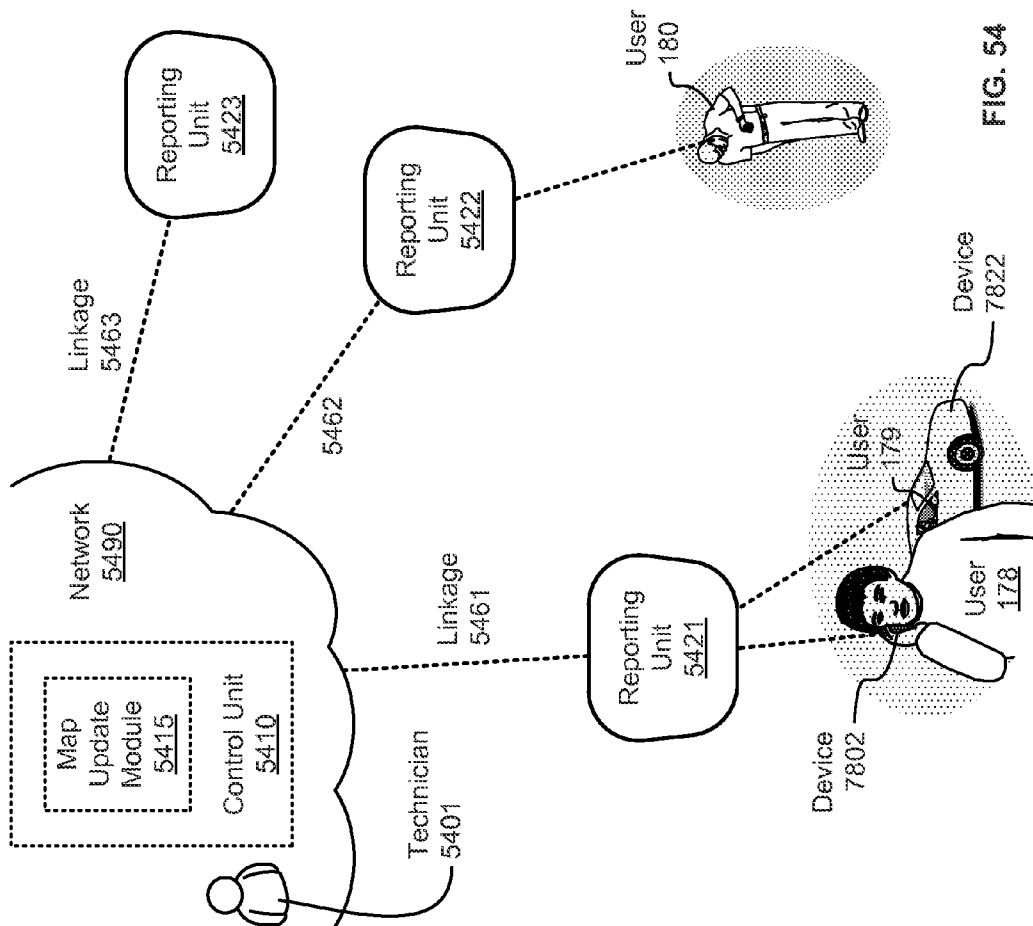 Technician
5401
Map
Update
Module
5415
Control Unit
5410
Network
5490
Linkage
5461
5462
Linkage
5463
Reporting
Unit
5421
Reporting
Unit
5422
Reporting
Unit
5423
Device
7802
User
178
User
179
Device
7822
User
180
FIG. 54